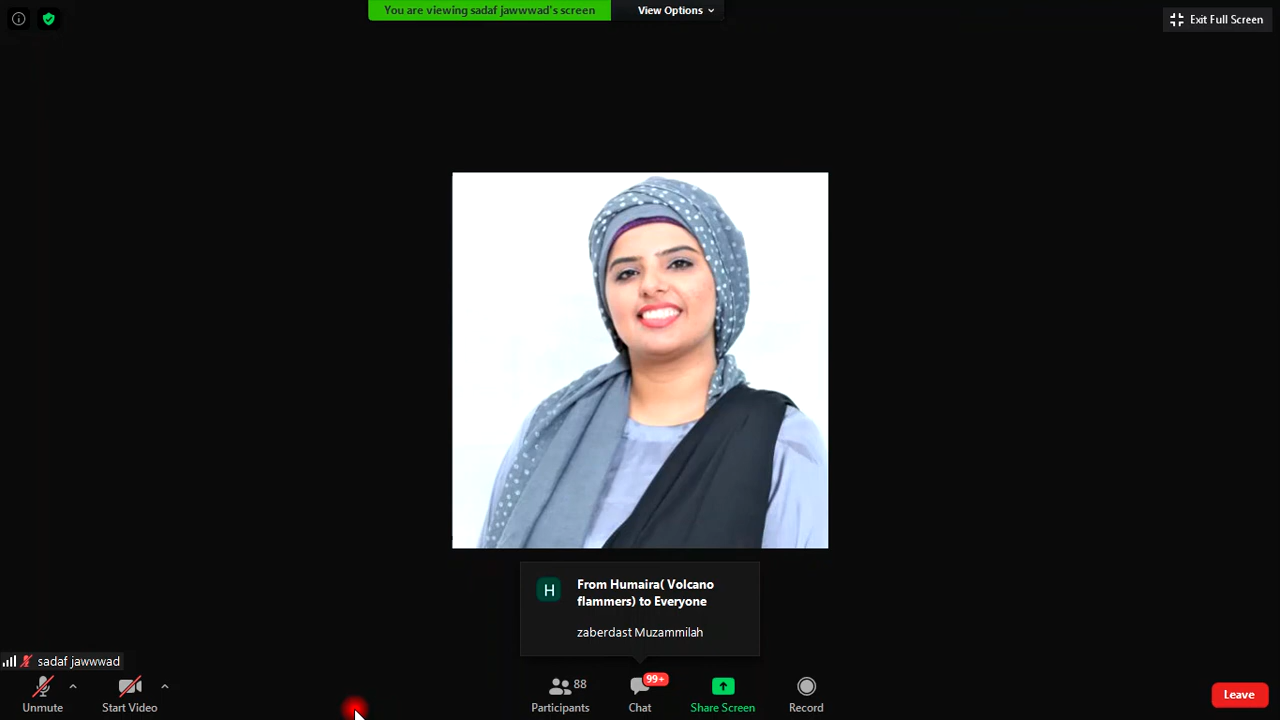 You are viewing sadaf jawwwad's screen
View Options
Exit Full Screen
H
From Humaira( Volcano
flammers) to Everyone
zaberdast Muzammilah
sadaf jawwwad
Unmute
Start Video
88
Participants
99+
Chat
Share Screen
Record
Leave